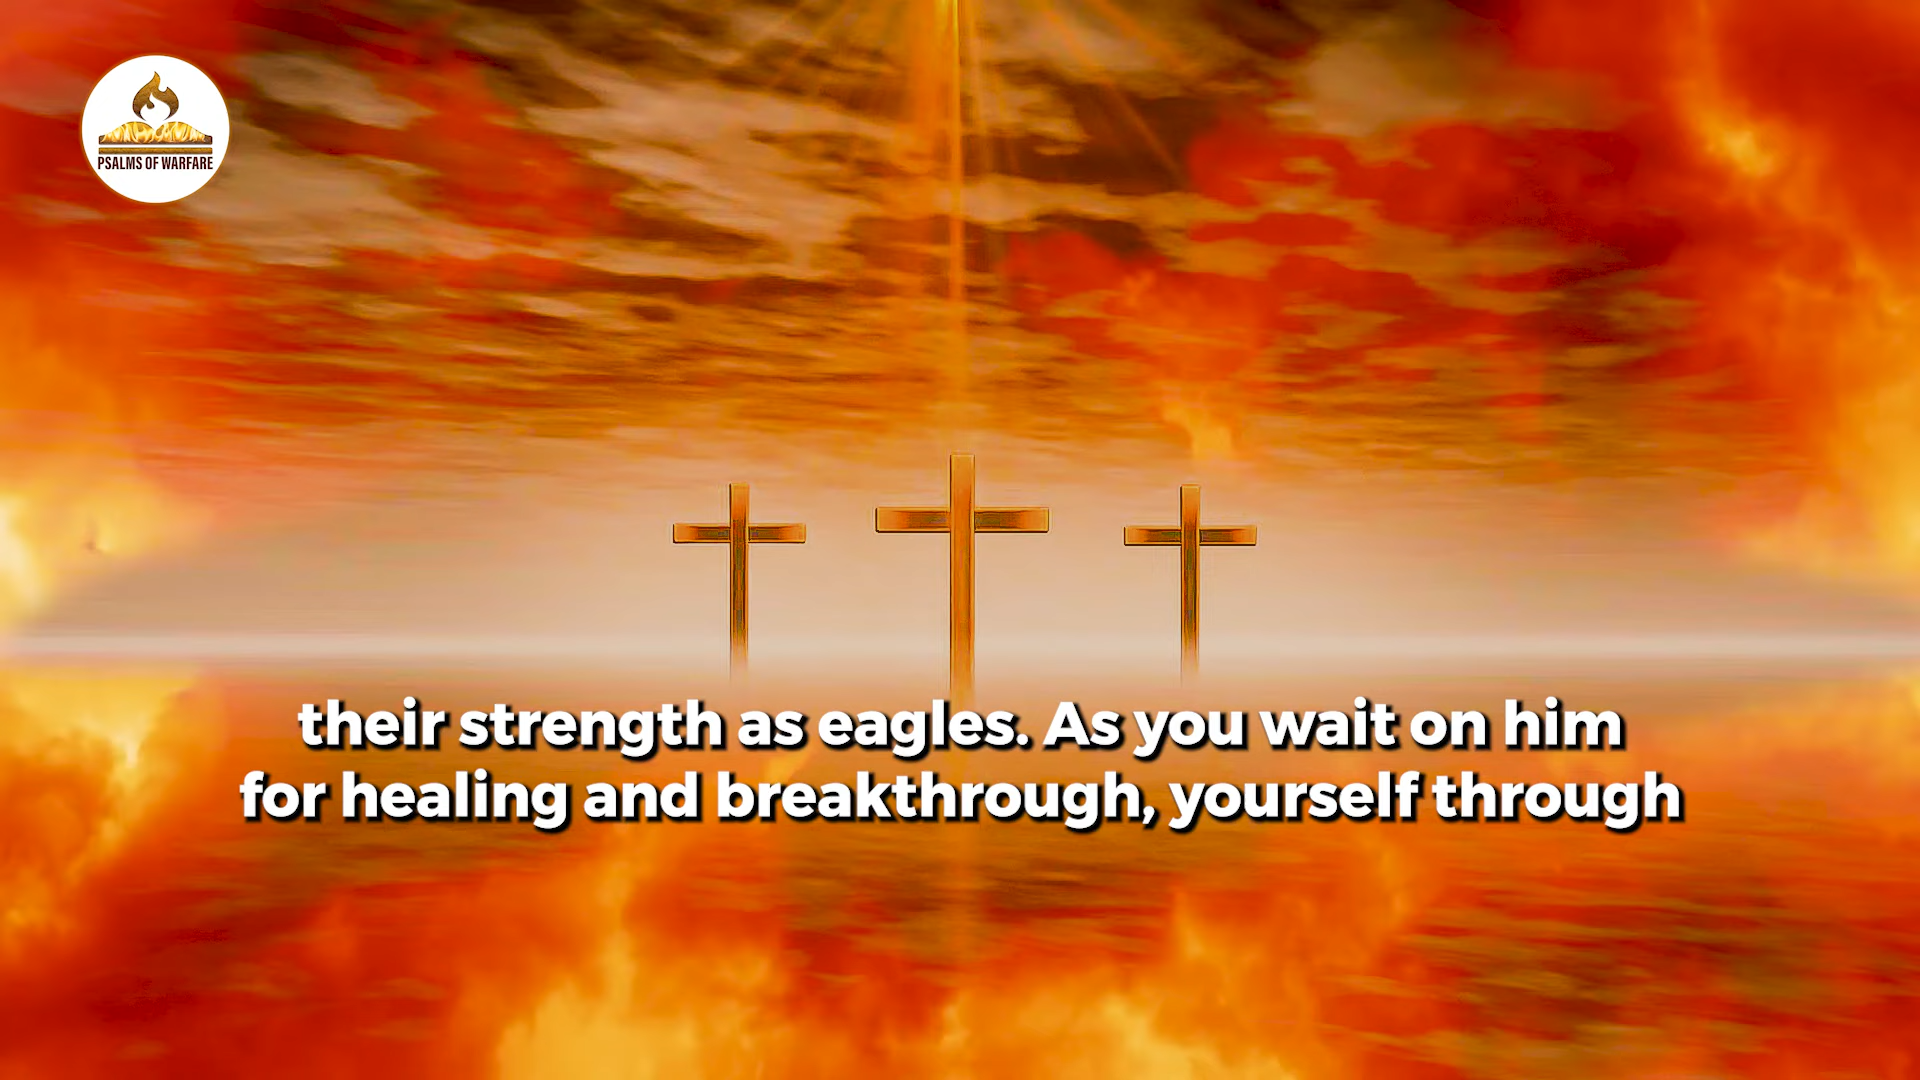 PSALMS OF WARFARE
their strength as eagles. As you wait on him
for healing and breakthrough, yourself through